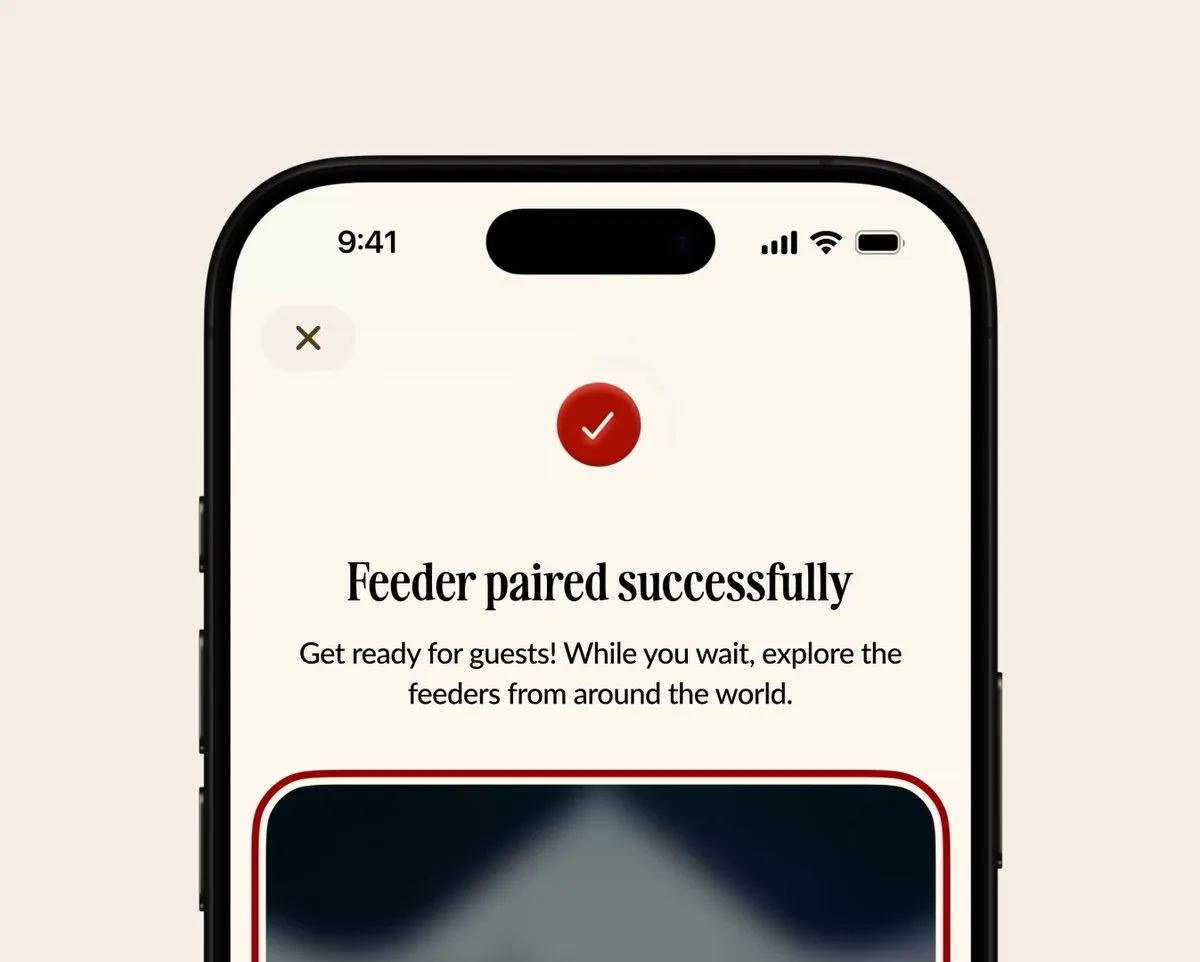 9:41
Feeder paired successfully
Get ready for guests! While you wait, explore the
feeders from around the world.